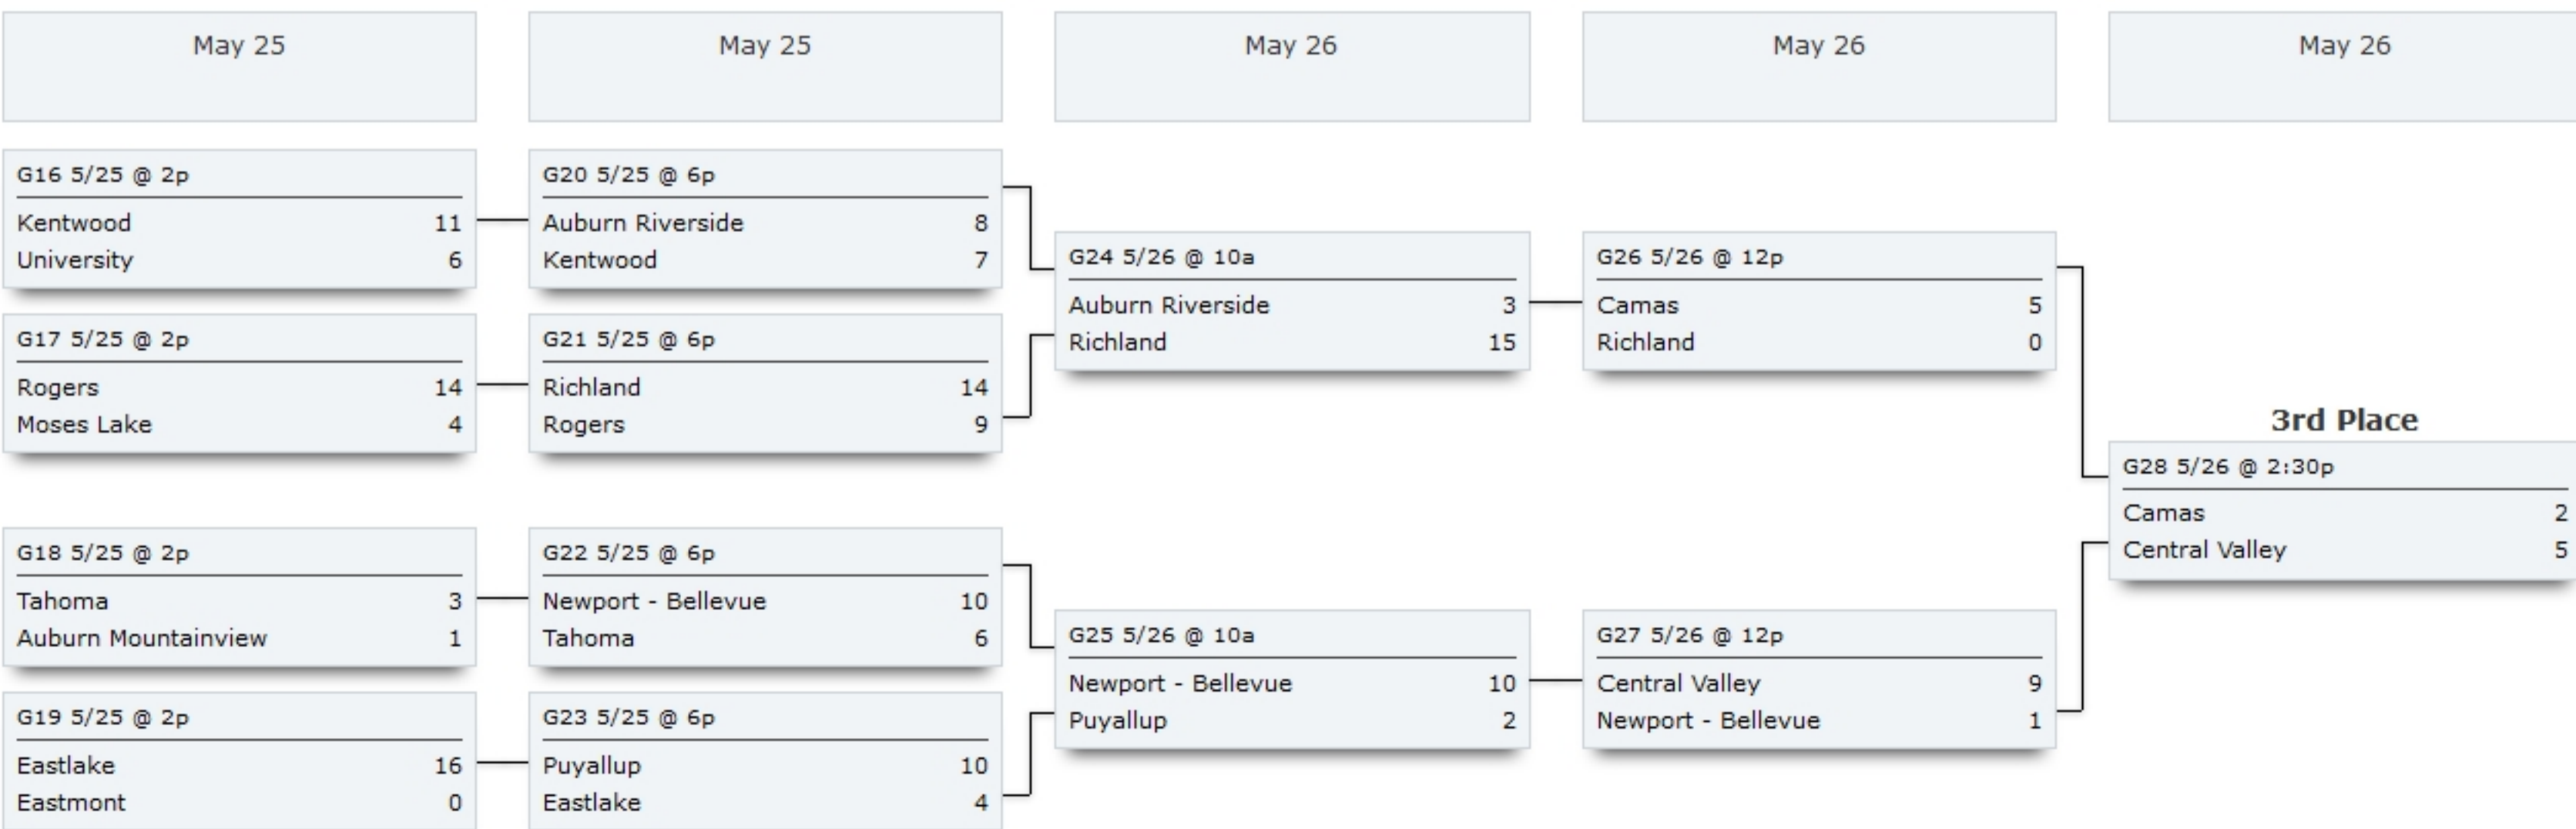 May 25
May 25
May 26
May 26
May 26
G16 5/25 @ 2p
Kentwood 11
University 6
G17 5/25 @ 2p
Rogers 14
Moses Lake 4
G18 5/25 @ 2p
Tahoma 3
Auburn Mountainview 1
G19 5/25 @ 2p
Eastlake 16
Eastmont 0
G20 5/25 @ 6p
Auburn Riverside 8
Kentwood 7
G21 5/25 @ 6p
Richland 14
Rogers 9
G22 5/25 @ 6p
Newport - Bellevue 10
Tahoma 6
G23 5/25 @ 6p
Puyallup 10
Eastlake 4
G24 5/26 @ 10a
Auburn Riverside 3
Richland 15
G25 5/26 @ 10a
Newport - Bellevue 10
Puyallup 2
G26 5/26 @ 12p
Camas 5
Richland 0
G27 5/26 @ 12p
Central Valley 9
Newport - Bellevue 1
3rd Place
G28 5/26 @ 2:30p
Camas 2
Central Valley 5